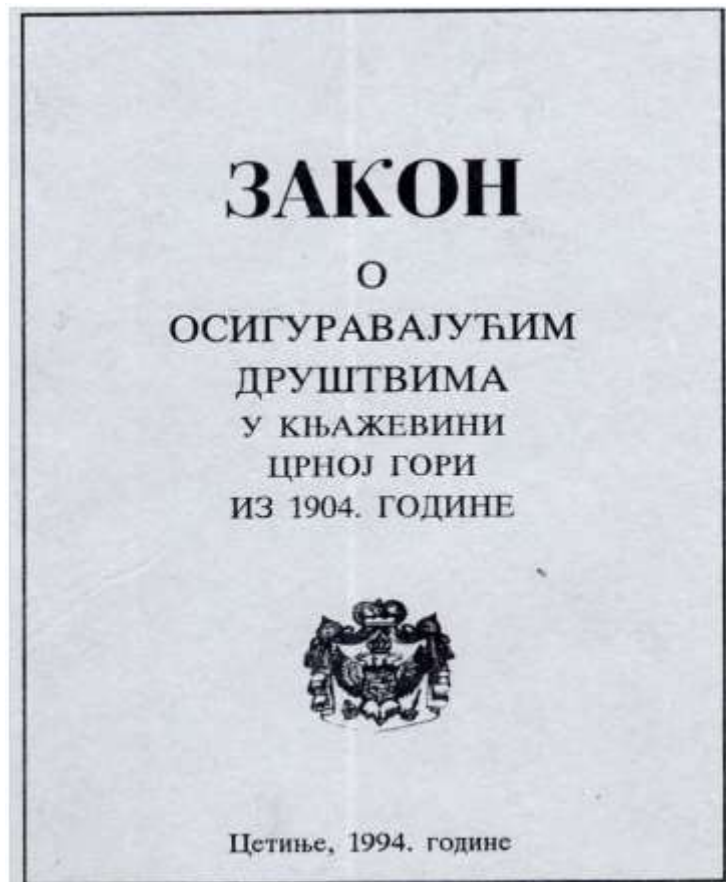 ЗАКОН
О
ОСИГУРАВАЈУЋИМ
ДРУШТВИМА
У КЊАЖЕВИНИ
ЦРНОЈ ГОРИ
ИЗ 1904. ГОДИНЕ
Цетиње, 1994. године